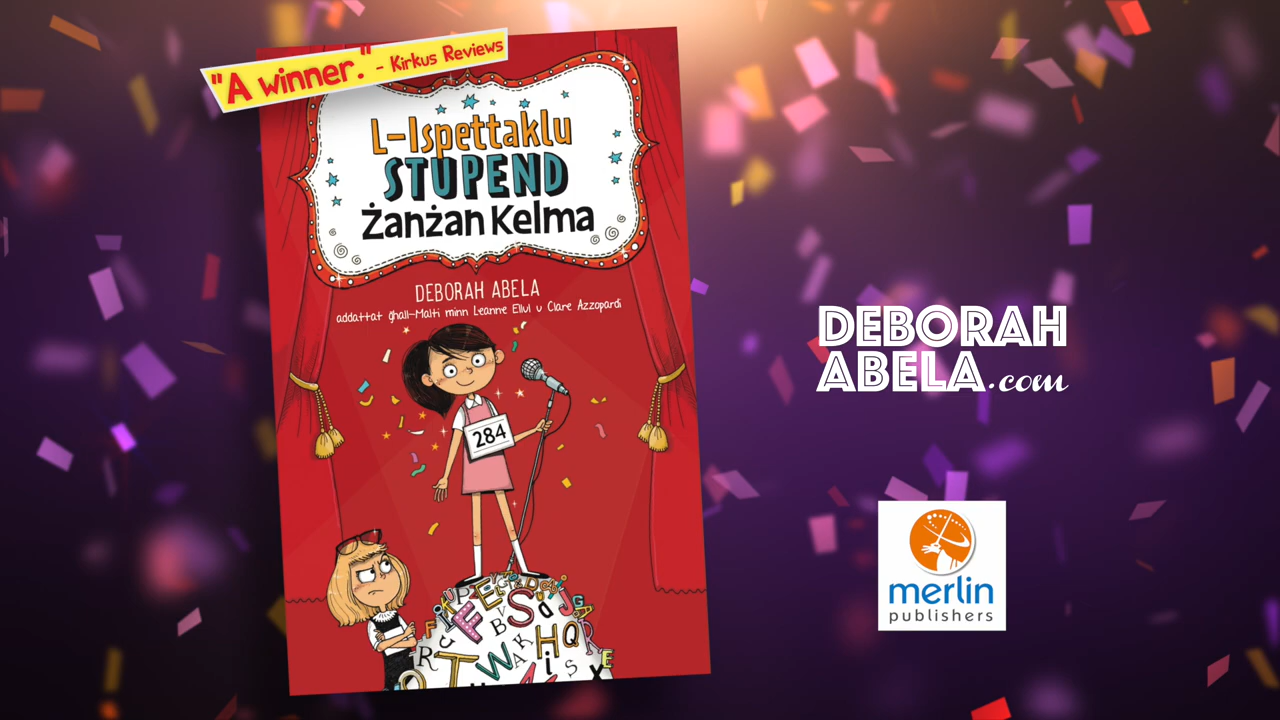 "A winner." - Kirkus Reviews
L-Ispettaklu
STUPEND
Żanżan Kelma
DEBORAH ABELA
addattat għall-Malti minn Leanne Ellul u Clare Azzopardi
284
DEBORAH
ABELA.com
merlin
publishers